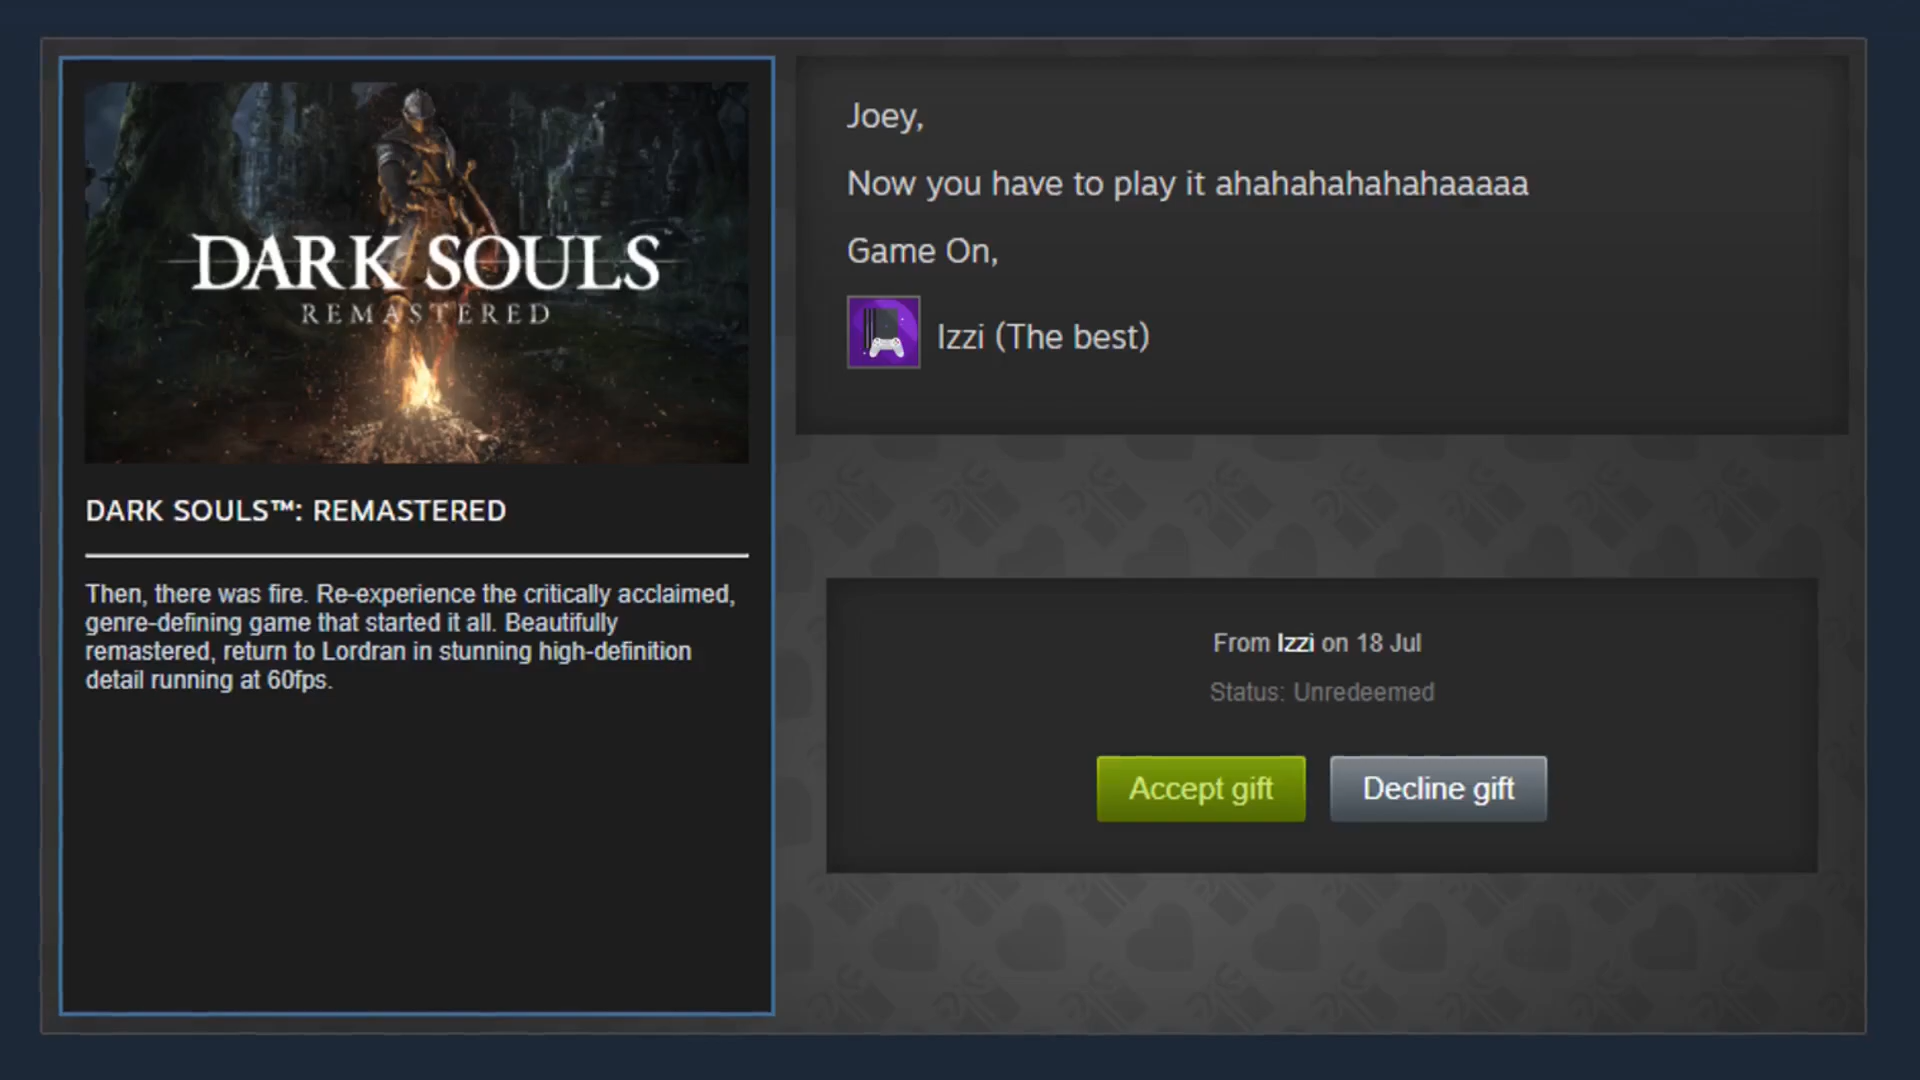 DARK SOULS™
REMASTERED
DARK SOULS™: REMASTERED
Then, there was fire. Re-experience the critically acclaimed,
genre-defining game that started it all. Beautifully
remastered, return to Lordran in stunning high-definition
detail running at 60fps.
Joey,
Now you have to play it ahahahahahahaaaaa
Game On,
Izzi (The best)
From Izzi on 18 Jul
Status: Unredeemed
Accept gift
Decline gift